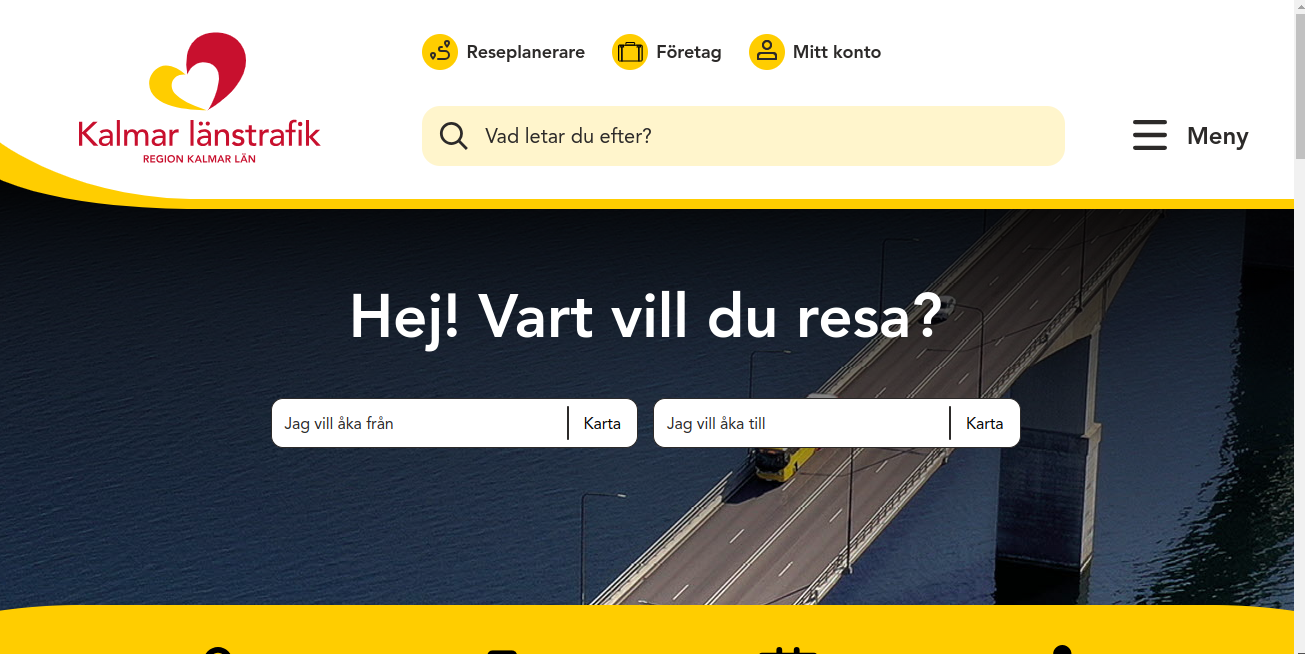 Kalmar länstrafik
REGION KALMAR LÄN
Reseplanerare
Företag
Mitt konto
Vad letar du efter?
Meny
Hej! Vart vill du resa?
Jag vill åka från
Karta
Jag vill åka till
Karta